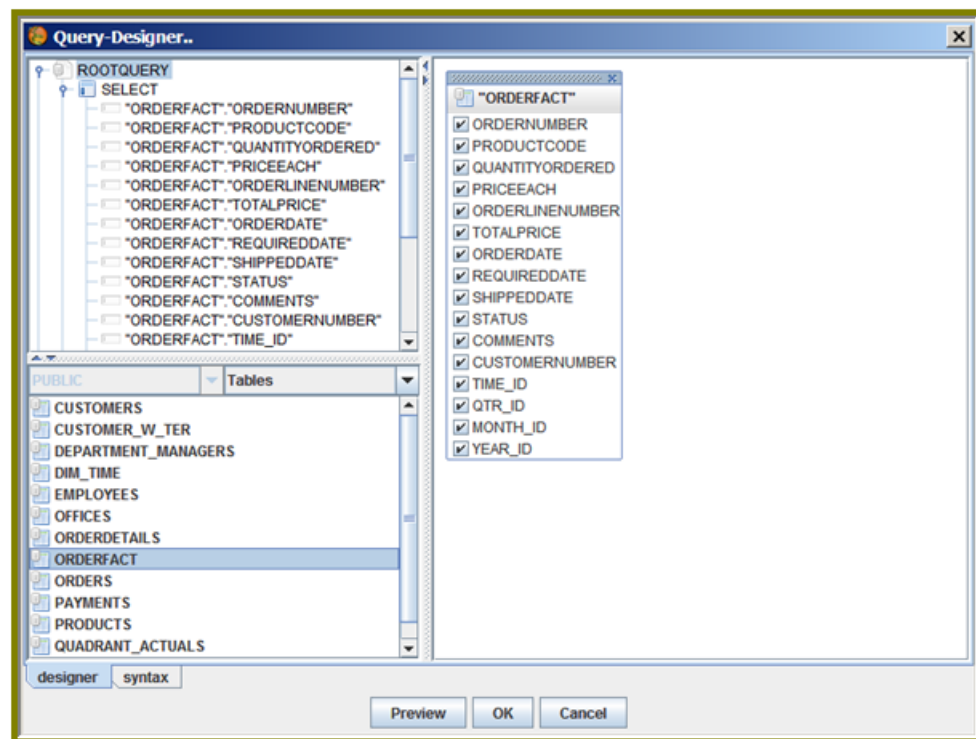 Query-Designer..
ROOTQUERY
SELECT
"ORDERFACT"."ORDERNUMBER"
"ORDERFACT"."PRODUCTCODE"
"ORDERFACT"."QUANTITYORDERED"
"ORDERFACT"."PRICEEACH"
"ORDERFACT"."ORDERLINENUMBER"
"ORDERFACT"."TOTALPRICE"
"ORDERFACT"."ORDERDATE"
"ORDERFACT"."REQUIREDDATE"
"ORDERFACT"."SHIPPEDDATE"
"ORDERFACT"."STATUS"
"ORDERFACT"."COMMENTS"
"ORDERFACT"."CUSTOMERNUMBER"
"ORDERFACT"."TIME_ID"
PUBLIC
Tables
CUSTOMERS
CUSTOMER_W_TER
DEPARTMENT_MANAGERS
DIM_TIME
EMPLOYEES
OFFICES
ORDERDETAILS
ORDERFACT
ORDERS
PAYMENTS
PRODUCTS
QUADRANT_ACTUALS
"ORDERFACT"
ORDERNUMBER
PRODUCTCODE
QUANTITYORDERED
PRICEEACH
ORDERLINENUMBER
TOTALPRICE
ORDERDATE
REQUIREDDATE
SHIPPEDDATE
STATUS
COMMENTS
CUSTOMERNUMBER
TIME_ID
QTR_ID
MONTH_ID
YEAR_ID
designer
syntax
Preview
OK
Cancel